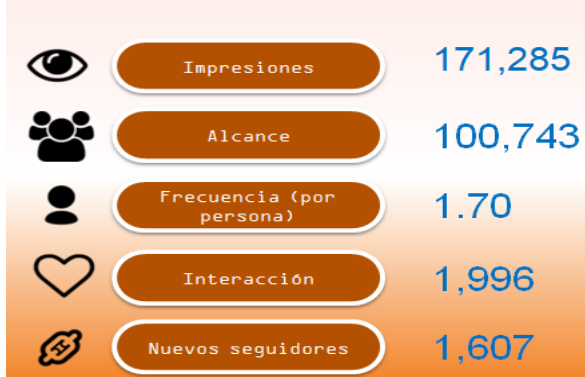 Impresiones 171,285
Alcance 100,743
Frecuencia (por
persona) 1.70
Interacción 1,996
Nuevos seguidores 1,607